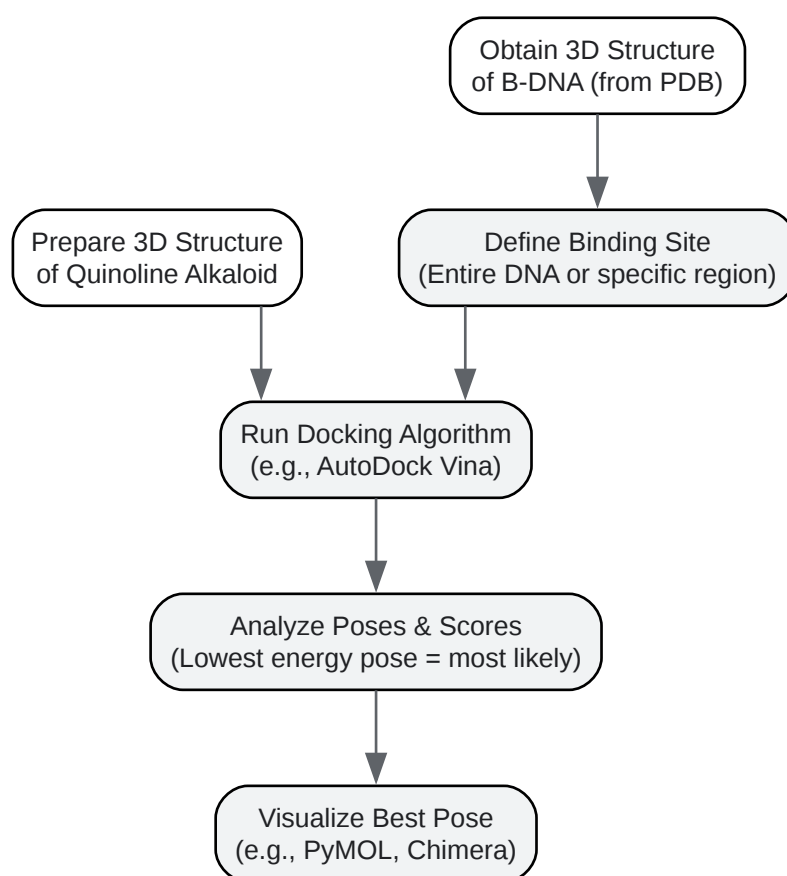 Obtain 3D Structure
of B-DNA (from PDB)
Prepare 3D Structure
of Quinoline Alkaloid
Define Binding Site
(Entire DNA or specific region)
Run Docking Algorithm
(e.g., AutoDock Vina)
Analyze Poses & Scores
(Lowest energy pose = most likely)
Visualize Best Pose
(e.g., PyMOL, Chimera)